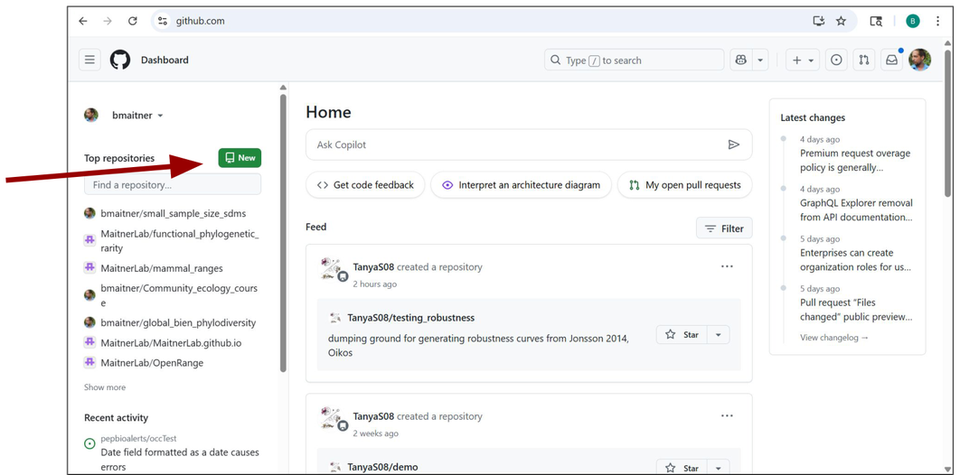 github.com
B
Dashboard
Type / to search
bmaitner
Top repositories
New
Find a repository...
bmaitner/small_sample_size_sdms
MaitnerLab/functional_phylogenetic_
rarity
MaitnerLab/mammal_ranges
bmaitner/Community_ecology_cours
e
bmaitner/global_bien_phylodiversity
MaitnerLab/MaitnerLab.github.io
MaitnerLab/OpenRange
Show more
Recent activity
pepbioalerts/occTest
Date field formatted as a date causes
errors
Home
Ask Copilot
Get code feedback
Interpret an architecture diagram
My open pull requests
Feed
Filter
TanyaS08 created a repository
2 hours ago
TanyaS08/testing_robustness
dumping ground for generating robustness curves from Jonsson 2014,
Oikos
Star
TanyaS08 created a repository
2 weeks ago
TanyaS08/demo
Star
Latest changes
4 days ago
Premium request overage
policy is generally...
4 days ago
GraphQL Explorer removal
from API documentation...
5 days ago
Enterprises can create
organization roles for us...
5 days ago
Pull request "Files
changed" public preview...
View changelog →